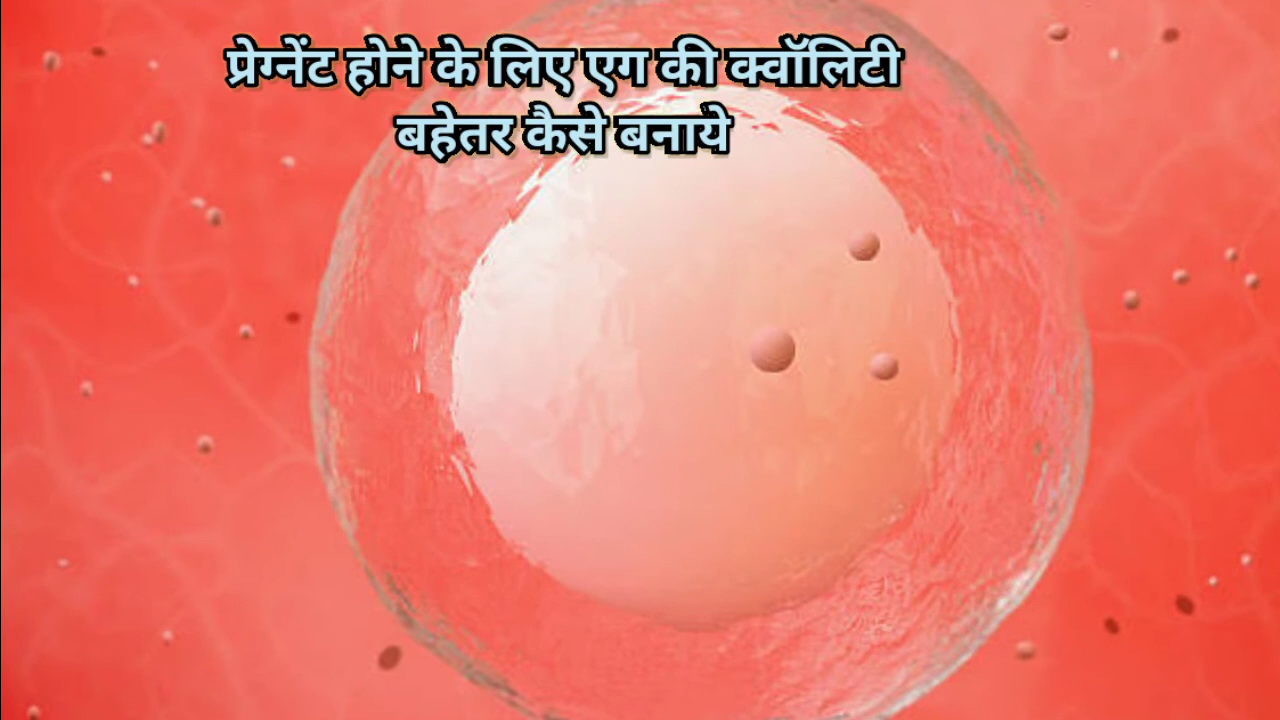 प्रेग्नेंट होने के लिए एग की क्वॉलिटी
बहेतर कैसे बनाये